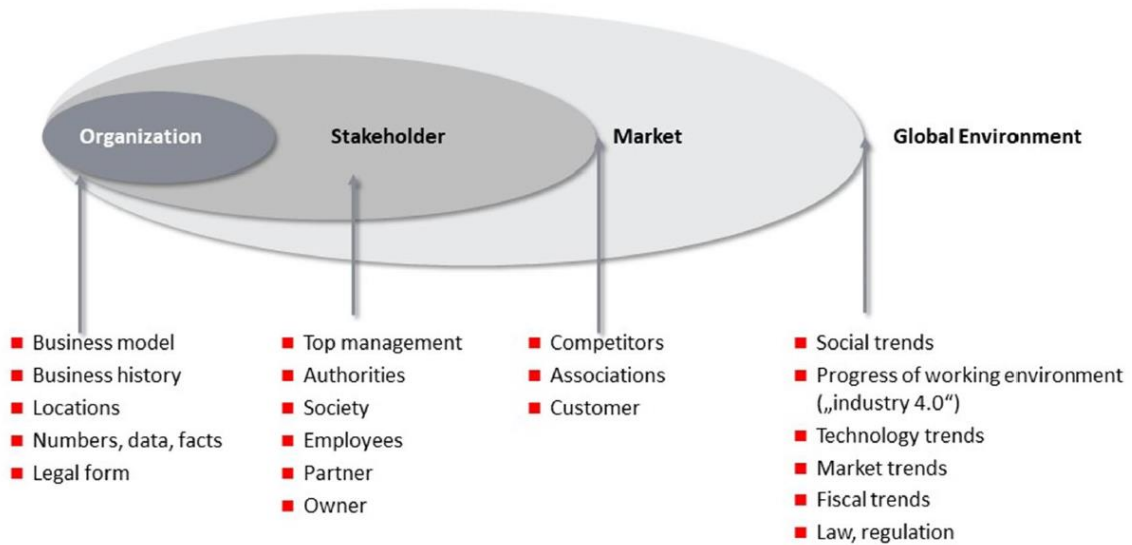 Organization
Stakeholder
Market
Global Environment
Business model
Business history
Locations
Numbers, data, facts
Legal form
Top management
Authorities
Society
Employees
Partner
Owner
Competitors
Associations
Customer
Social trends
Progress of working environment
(„industry 4.0“)
Technology trends
Market trends
Fiscal trends
Law, regulation